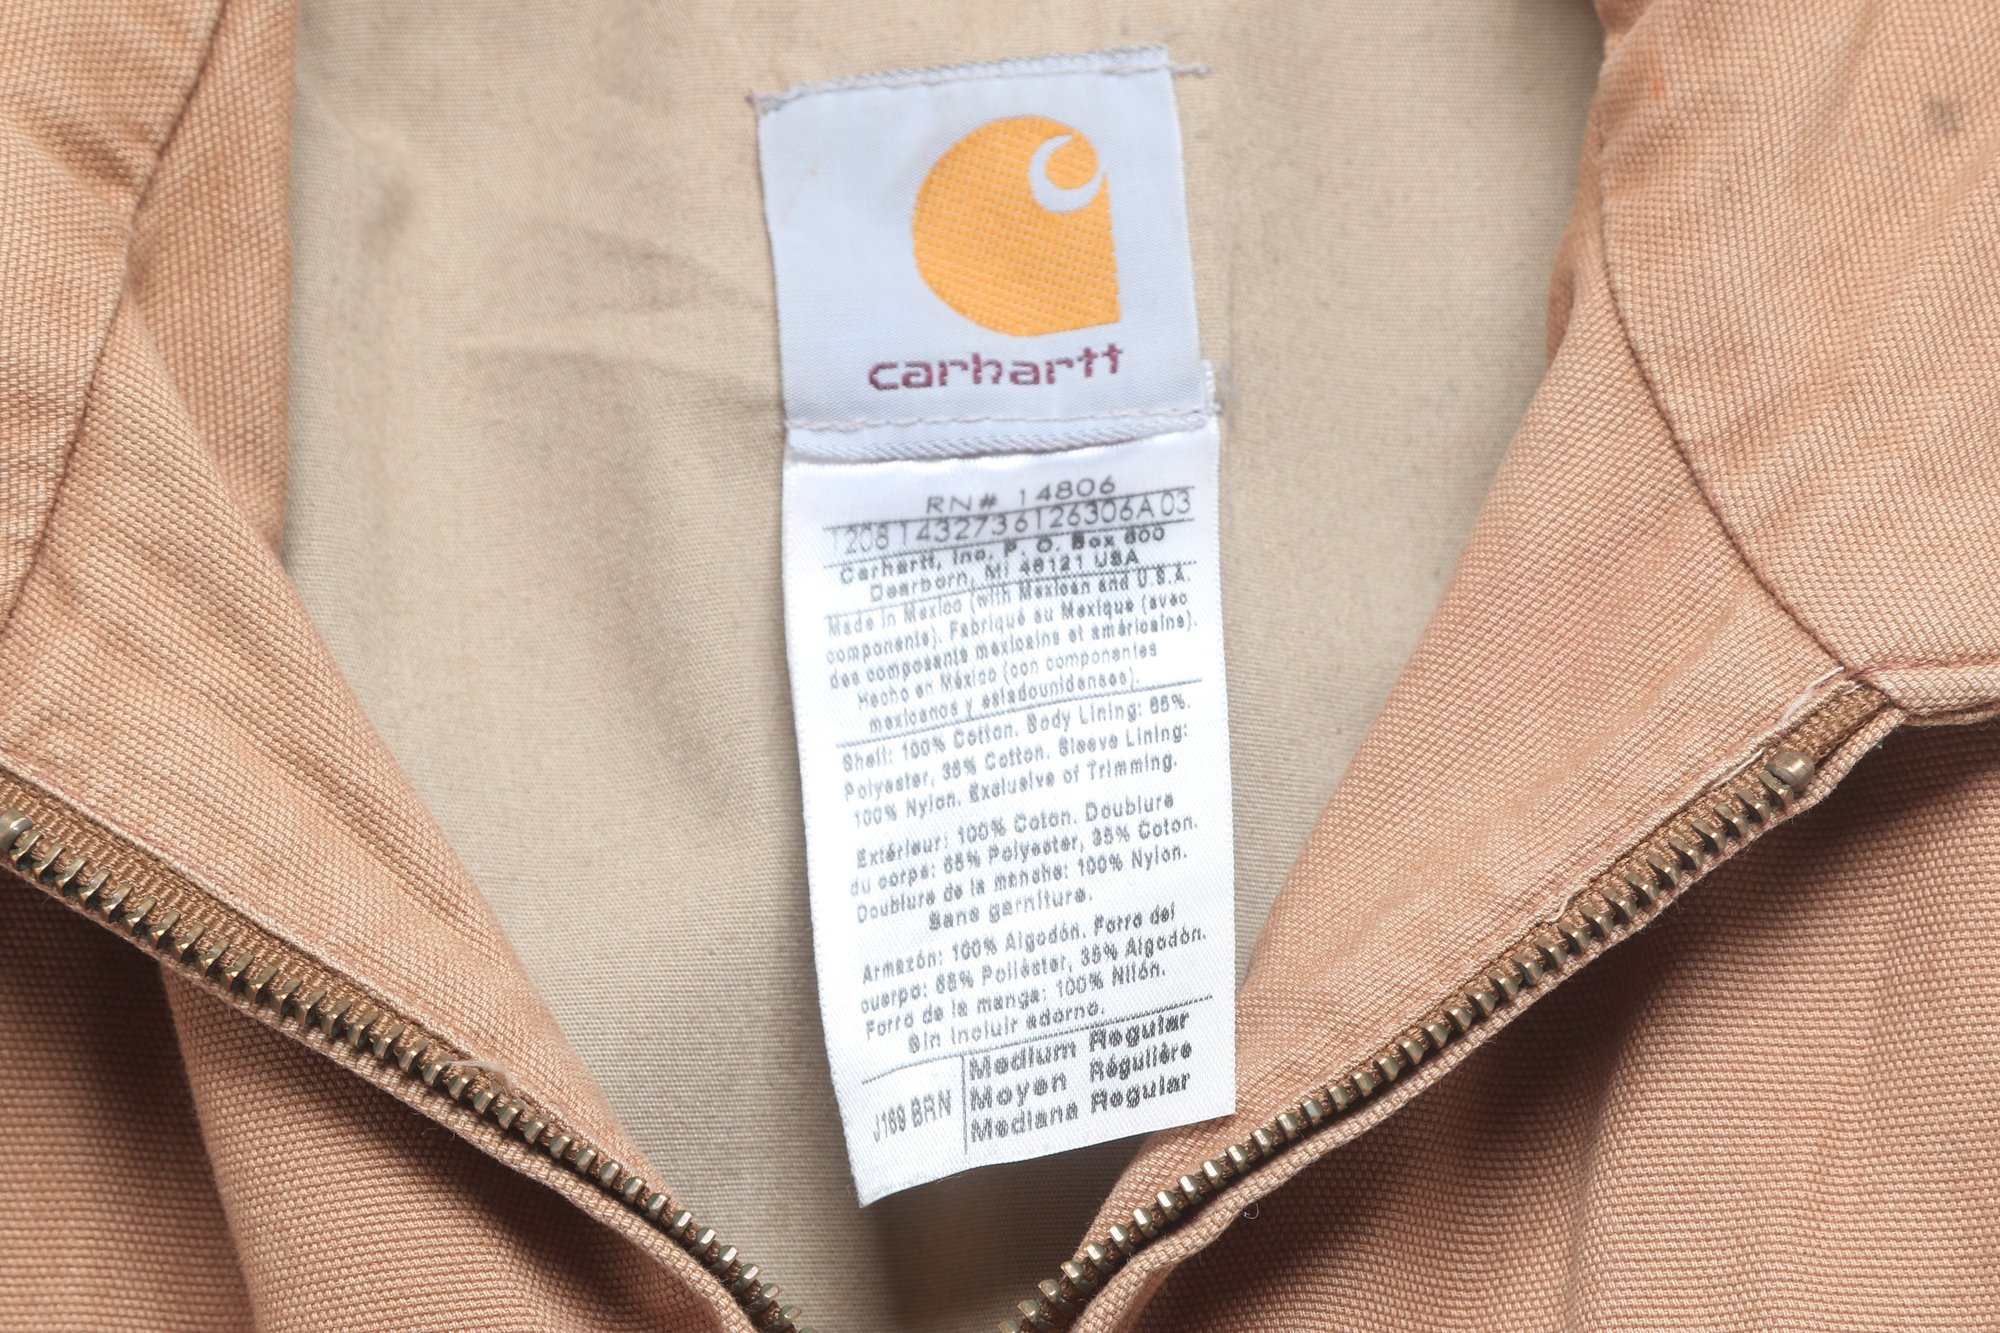 carhartt
RN# 14806
12081432736126306A03
Carhartt, Inc. P. O. Box 600
Dearborn, MI 48121 USA
Made in Mexico (with Mexican and U.S.A.
components). Fabriqué au Mexique (avec
des composants mexicains et américains).
Hecho en México (con componentes
mexicanos y estadounidenses).
Shell: 100% Cotton. Body Lining: 65%.
Polyester, 35% Cotton. Sleeve Lining:
100% Nylon. Exclusive of Trimming.
Extérieur: 100% Coton. Doublure
du corps: 65% Polyester, 35% Coton.
Doublure de la manche: 100% Nylon.
Sans garniture.
Armazón: 100% Algodón. Forro del
cuerpo: 65% Poliéster, 35% Algodón.
Forro de la manga: 100% Nilón.
Sin incluir adorno.
J169 BRN
Medium Regular
Moyen Régulière
Mediana Regular